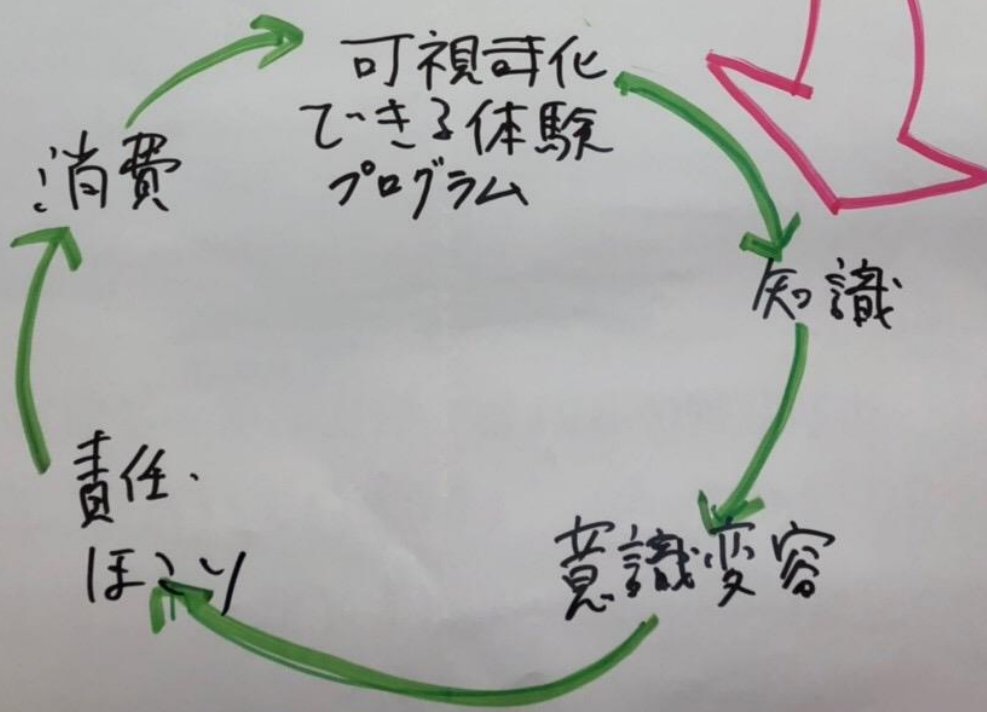 可視化
できる体験
プログラム
知識
意識変容
責任・
ほこり
消費